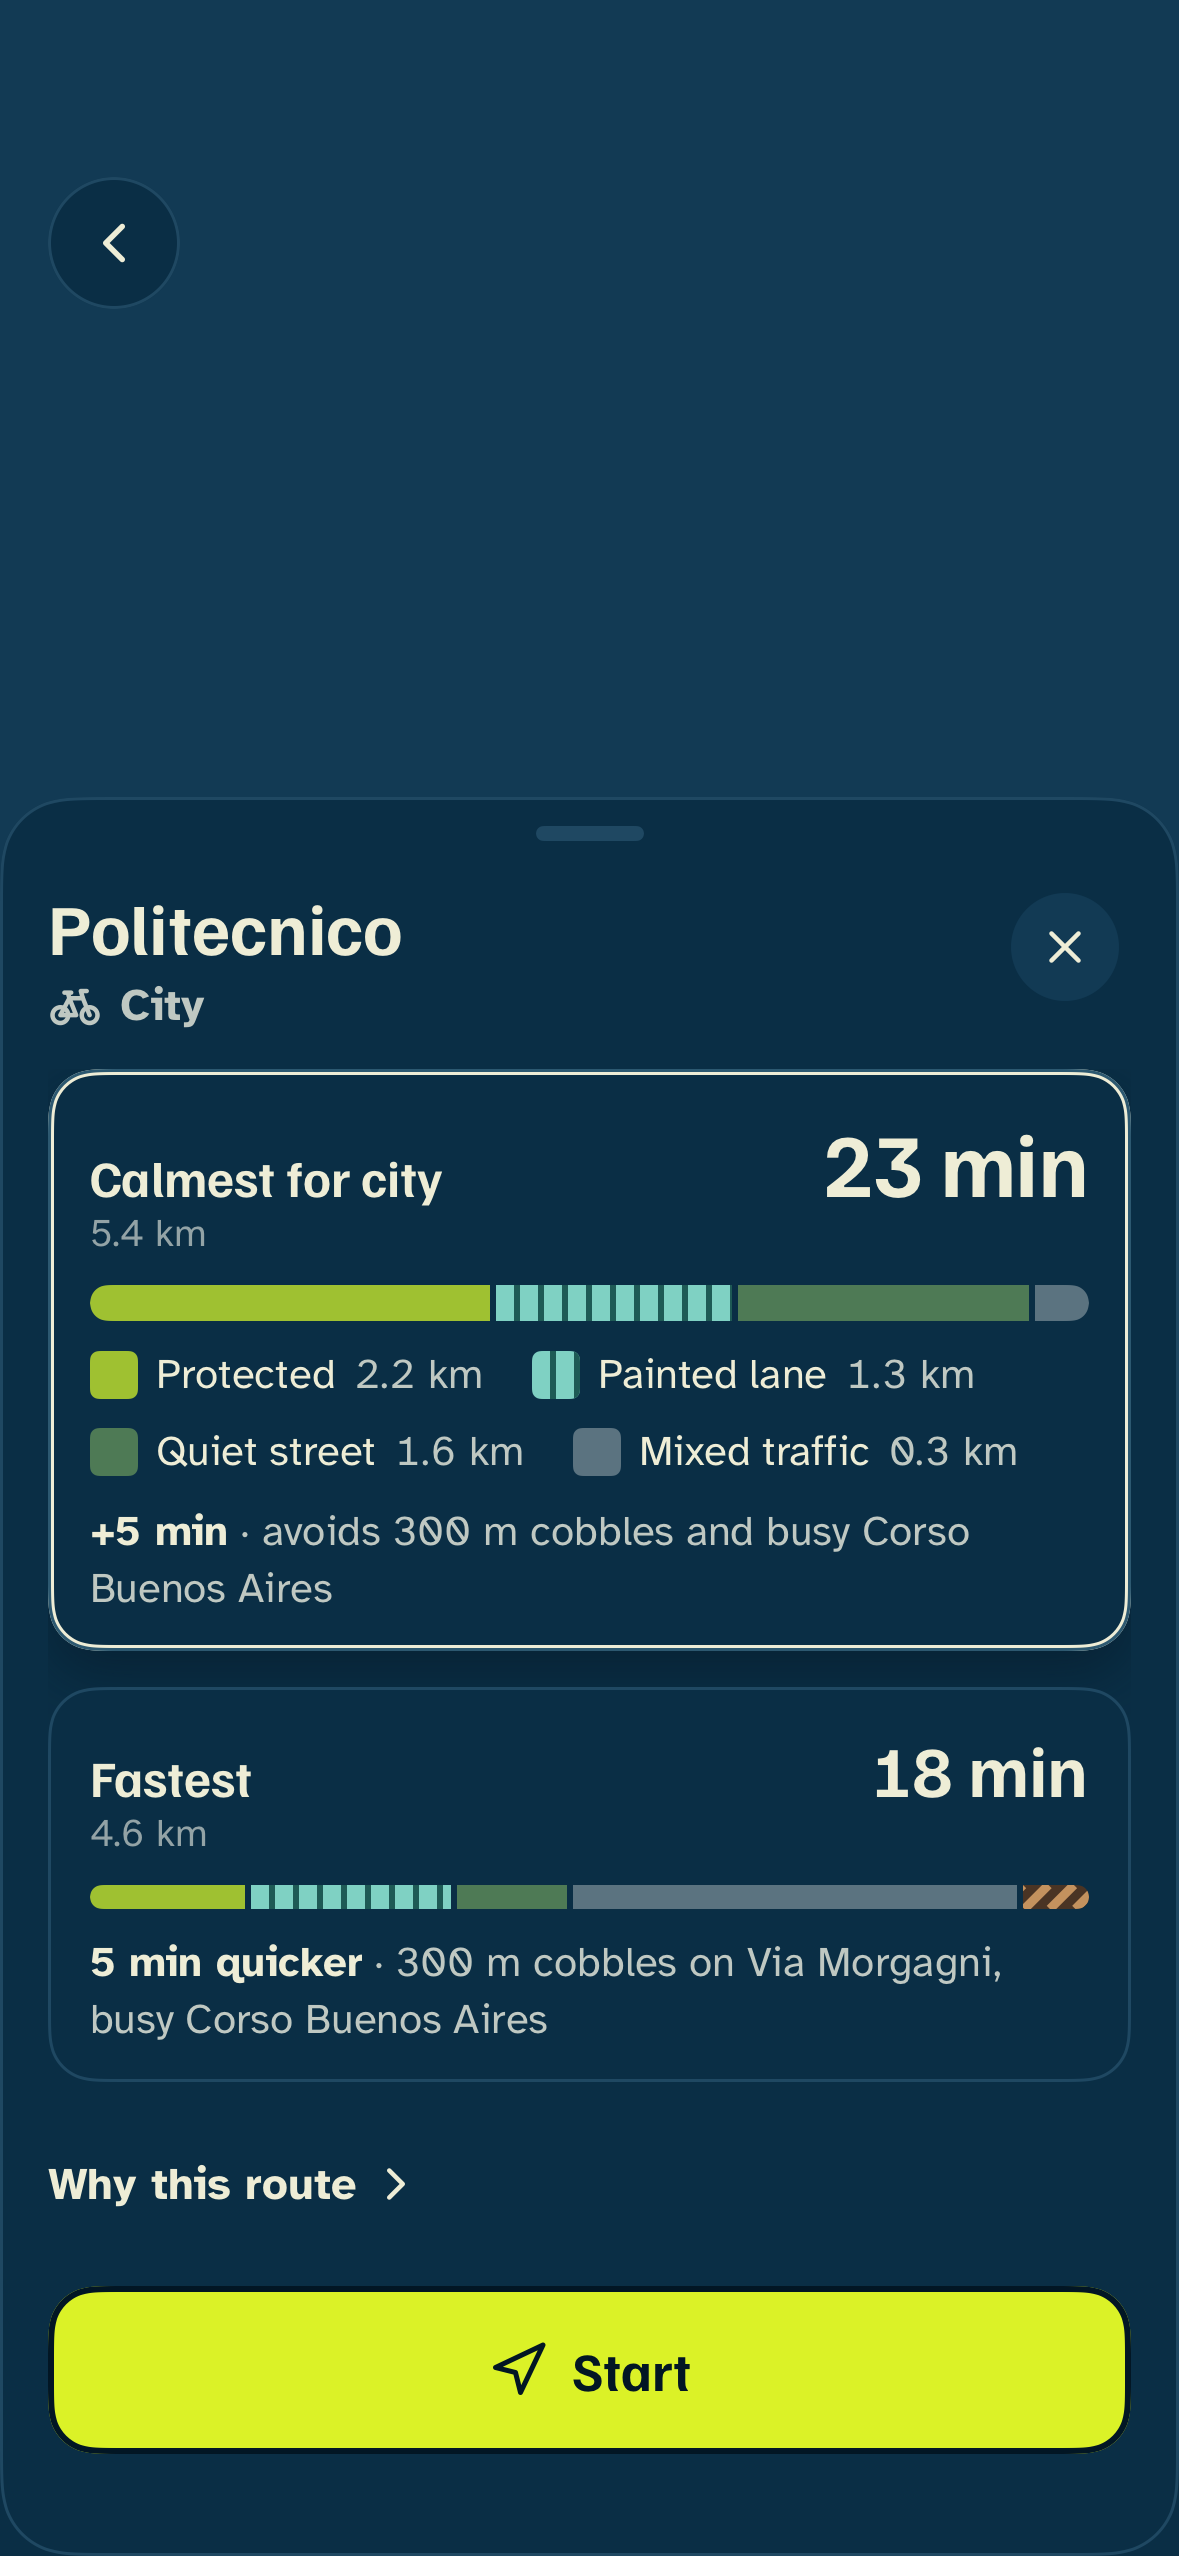 Politecnico
City
Calmest for city 23 min
5.4 km
Protected 2.2 km Painted lane 1.3 km
Quiet street 1.6 km Mixed traffic 0.3 km
+5 min · avoids 300 m cobbles and busy Corso
Buenos Aires
Fastest 18 min
4.6 km
5 min quicker · 300 m cobbles on Via Morgagni,
busy Corso Buenos Aires
Why this route
Start